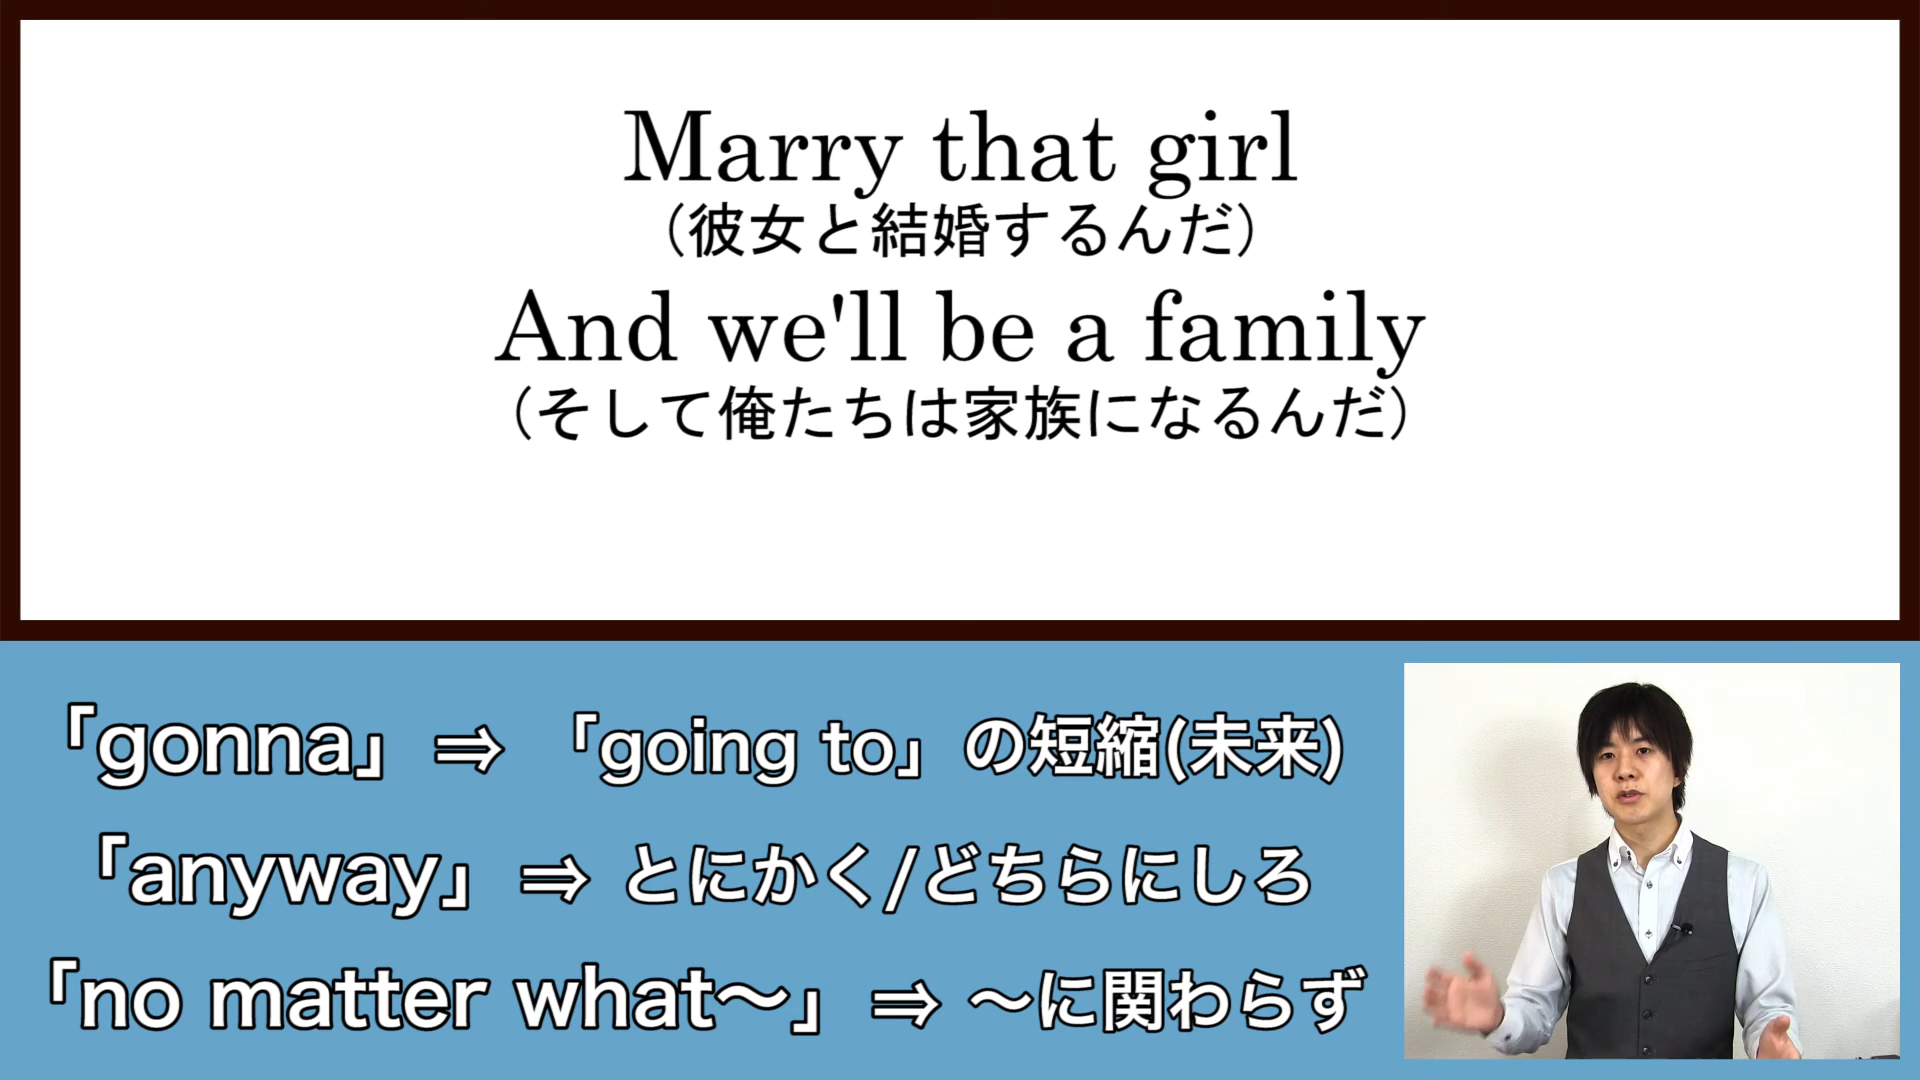 Marry that girl
（彼女と結婚するんだ）
And we'll be a family
（そして俺たちは家族になるんだ）
「gonna」⇒「going to」の短縮(未来)
「anyway」⇒ とにかく/どちらにしろ
「no matter what〜」⇒ 〜に関わらず